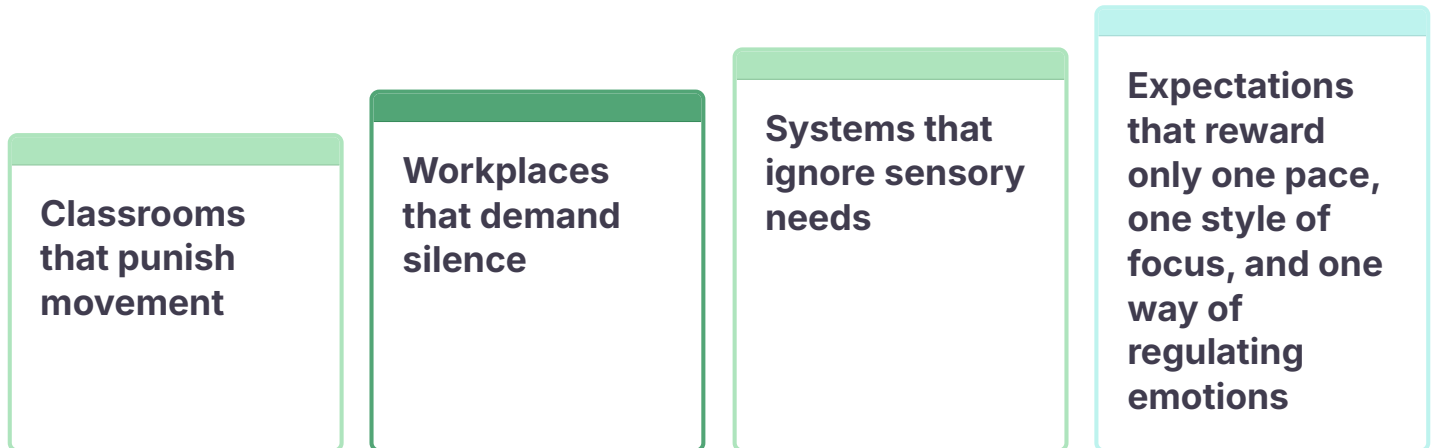 Classrooms
that punish
movement
Workplaces
that demand
silence
Systems that
ignore sensory
needs
Expectations
that reward
only one pace,
one style of
focus, and one
way of
regulating
emotions